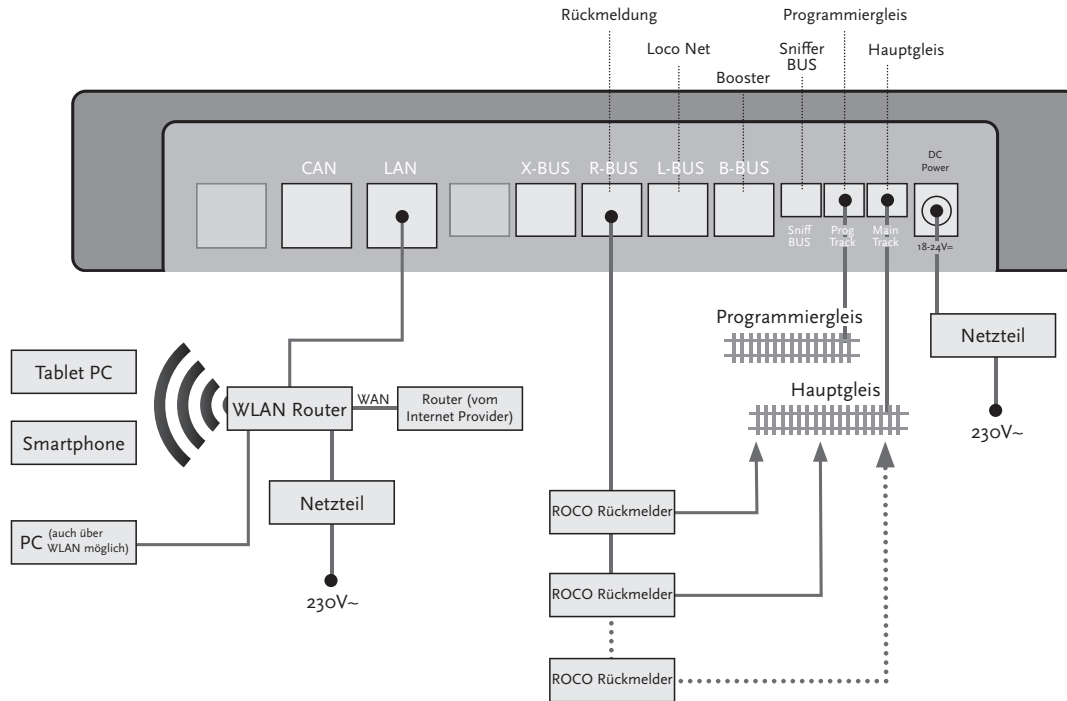 Rückmeldung
Programmiergleis
Loco Net
Sniffer
BUS
Hauptgleis
Booster
CAN
LAN
X-BUS
R-BUS
L-BUS
B-BUS
DC
Power
Sniff
BUS
Prog
Track
Main
Track
18-24V=
Programmiergleis
Netzteil
230V~
Hauptgleis
Tablet PC
Smartphone
PC (auch über
WLAN möglich)
WLAN Router
WAN
Router (vom
Internet Provider)
Netzteil
230V~
ROCO Rückmelder
ROCO Rückmelder
ROCO Rückmelder